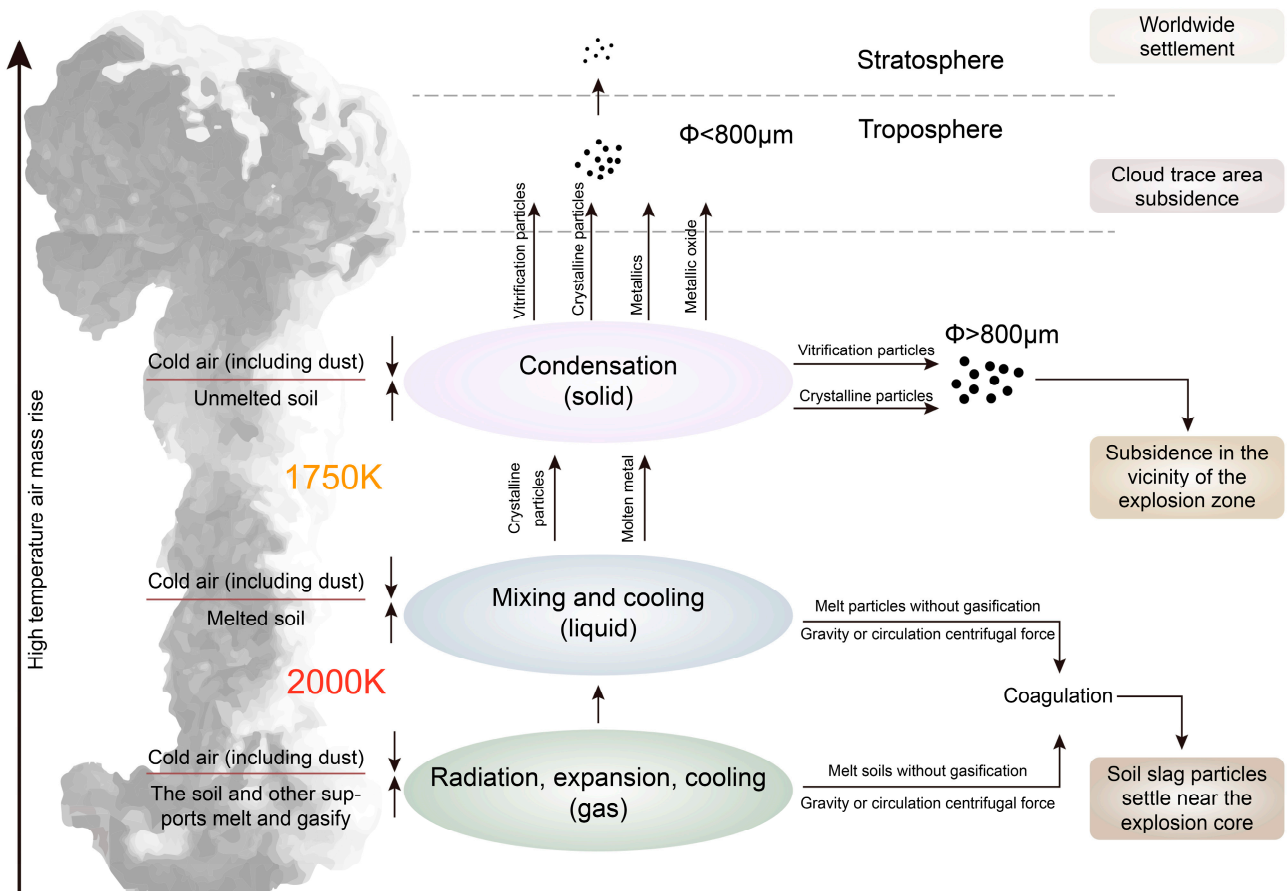 Worldwide
settlement
Stratosphere
Φ<800μm
Troposphere
Cloud trace area
subsidence
Vitrification particles
Crystalline particles
Metallics
Metallic oxide
High temperature air mass rise
Cold air (including dust)
Unmelted soil
Condensation
(solid)
Vitrification particles
Crystalline particles
Φ>800μm
Subsidence in the
vicinity of the
explosion zone
1750K
Crystalline
particles
Molten metal
Cold air (including dust)
Melted soil
Mixing and cooling
(liquid)
Melt particles without gasification
Gravity or circulation centrifugal force
2000K
Coagulation
Cold air (including dust)
The soil and other sup-
ports melt and gasify
Radiation, expansion, cooling
(gas)
Melt soils without gasification
Gravity or circulation centrifugal force
Soil slag particles
settle near the
explosion core